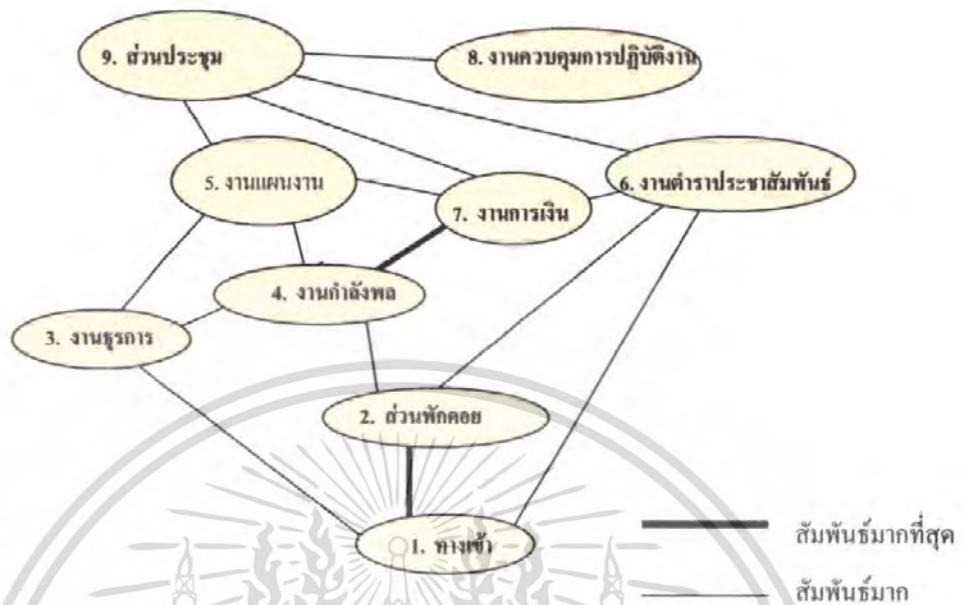 9. ส่วนประชุม
8. งานควบคุมการปฏิบัติงาน
5. งานแผนงาน
6. งานตำราประชาสัมพันธ์
7. งานการเงิน
4. งานกำลังพล
3. งานธุรการ
2. ส่วนพักคอย
1. ทางเข้า
สัมพันธ์มากที่สุด
สัมพันธ์มาก